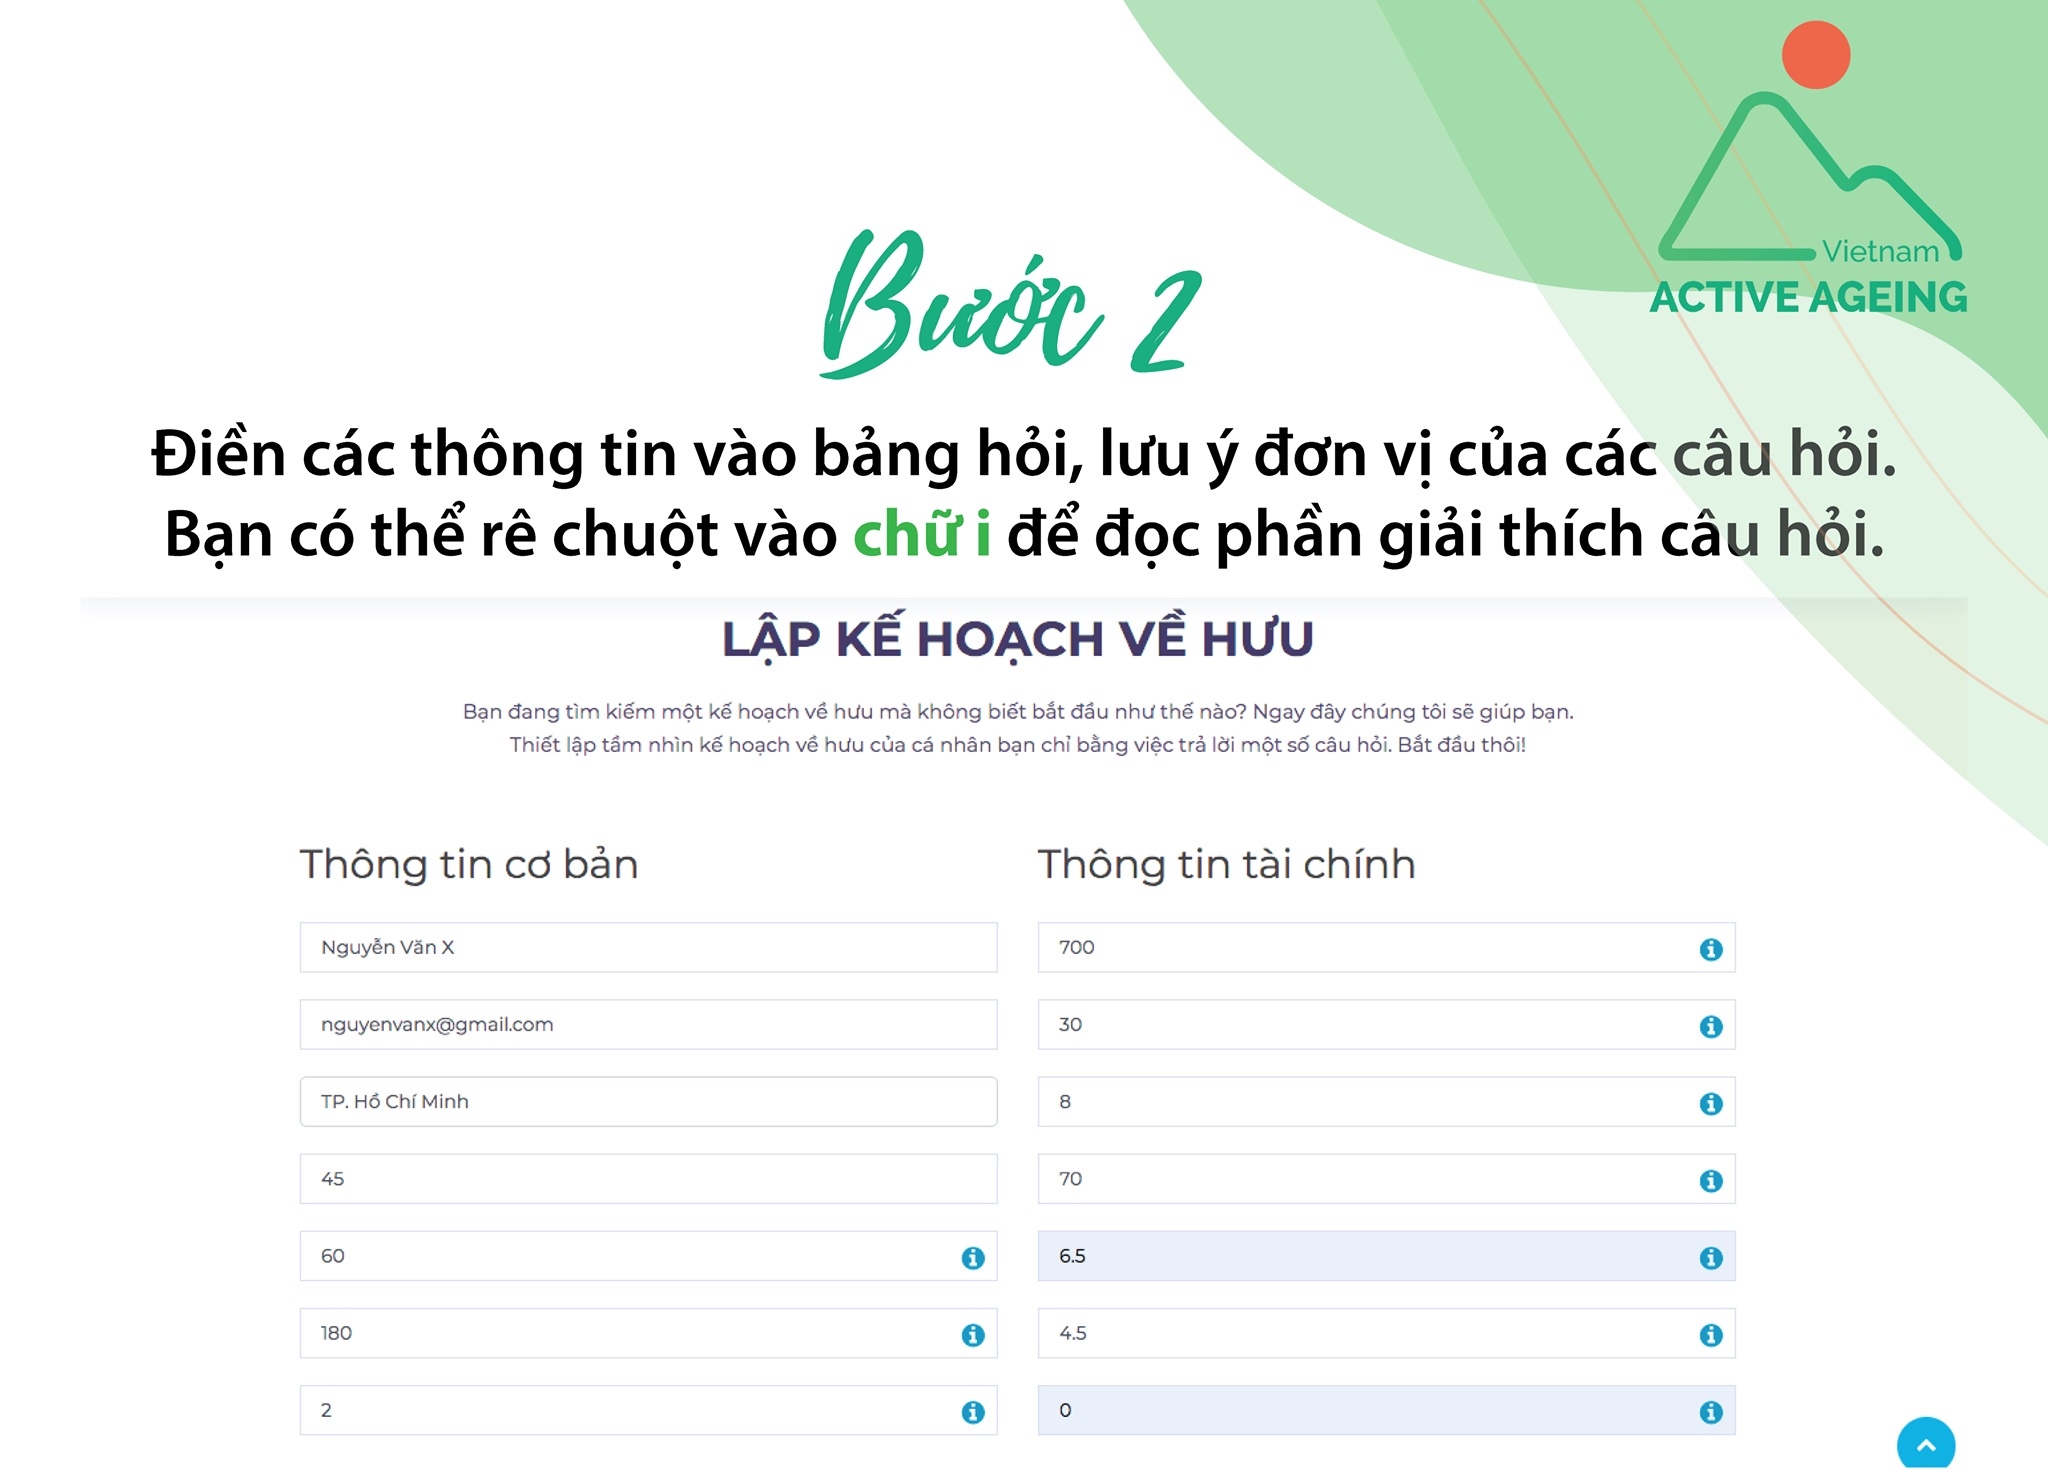 Vietnam
ACTIVE AGEING
Bước 2
Điền các thông tin vào bảng hỏi, lưu ý đơn vị của các câu hỏi.
Bạn có thể rê chuột vào chữ i để đọc phần giải thích câu hỏi.
LẬP KẾ HOẠCH VỀ HƯU
Bạn đang tìm kiếm một kế hoạch về hưu mà không biết bắt đầu như thế nào? Ngay đây chúng tôi sẽ giúp bạn.
Thiết lập tầm nhìn kế hoạch về hưu của cá nhân bạn chỉ bằng việc trả lời một số câu hỏi. Bắt đầu thôi!
Thông tin cơ bản
Nguyễn Văn X
nguyenvanx@gmail.com
TP. Hồ Chí Minh
45
60
180
2
Thông tin tài chính
700
30
8
70
6.5
4.5
0